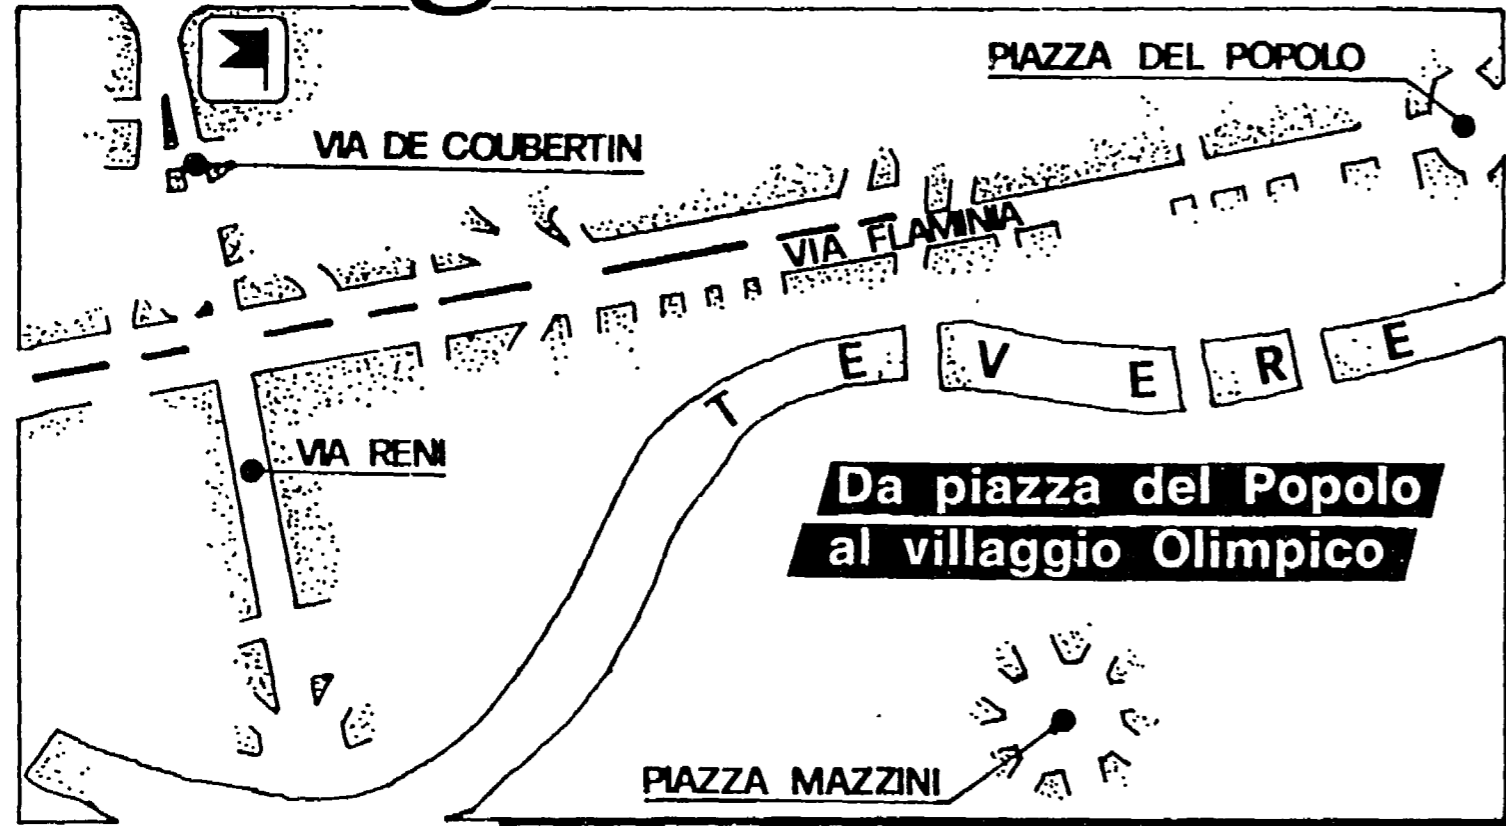 PIAZZA DEL POPOLO
VIA DE COUBERTIN
VIA FLAMINIA
TEVERE
VIA RENI
Da piazza del Popolo
al villaggio Olimpico
PIAZZA MAZZINI